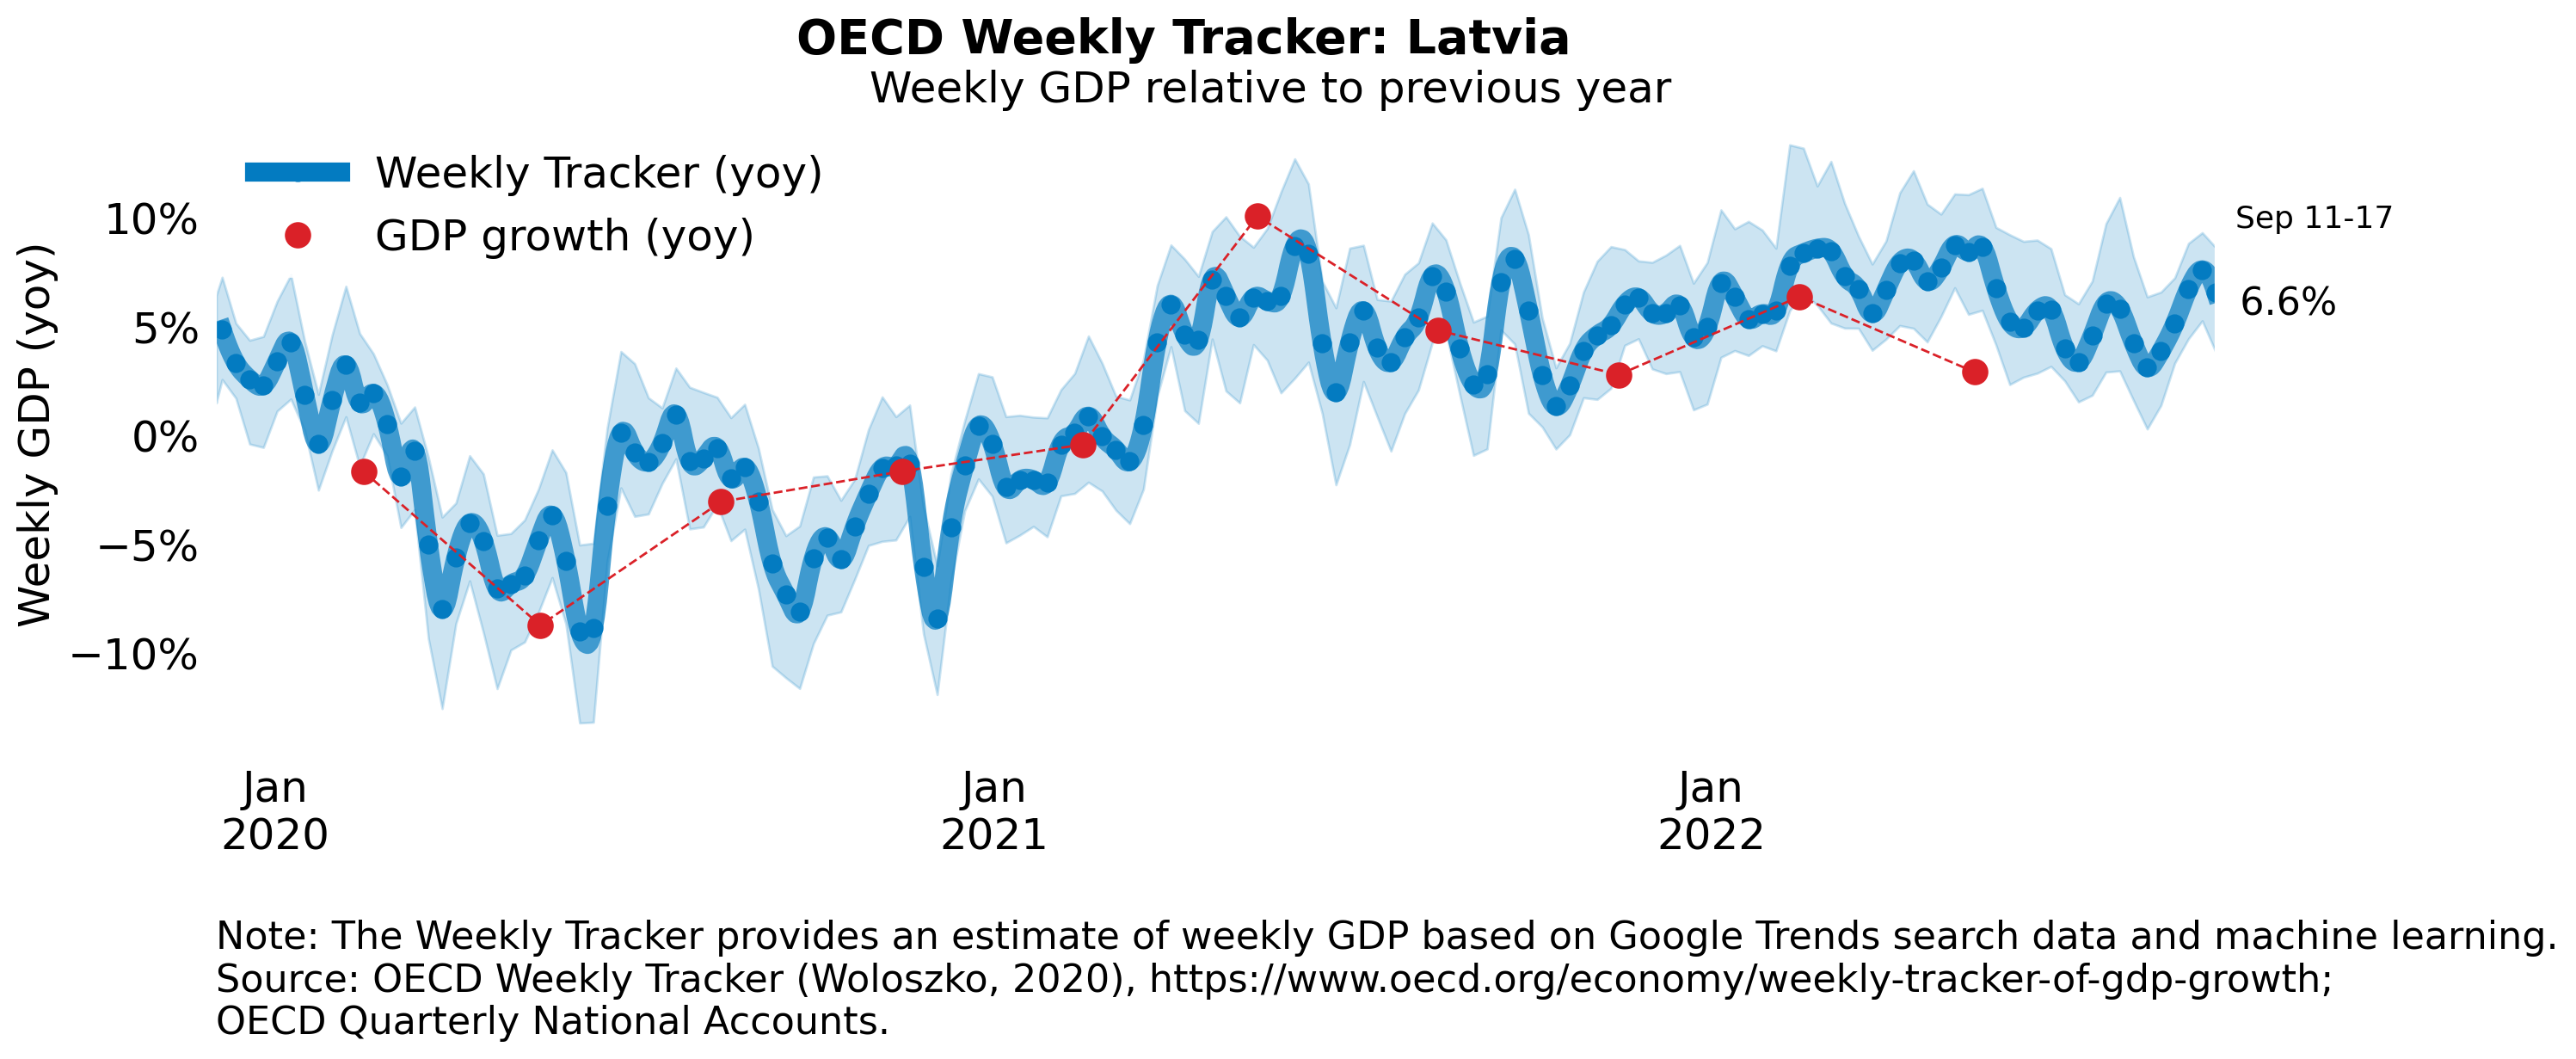 OECD Weekly Tracker: Latvia
Weekly GDP relative to previous year
Weekly Tracker (yoy)
GDP growth (yoy)
Weekly GDP (yoy)
10%
5%
0%
−5%
−10%
Sep 11-17
6.6%
Jan
2020
Jan
2021
Jan
2022
Note: The Weekly Tracker provides an estimate of weekly GDP based on Google Trends search data and machine learning.
Source: OECD Weekly Tracker (Woloszko, 2020), https://www.oecd.org/economy/weekly-tracker-of-gdp-growth;
OECD Quarterly National Accounts.